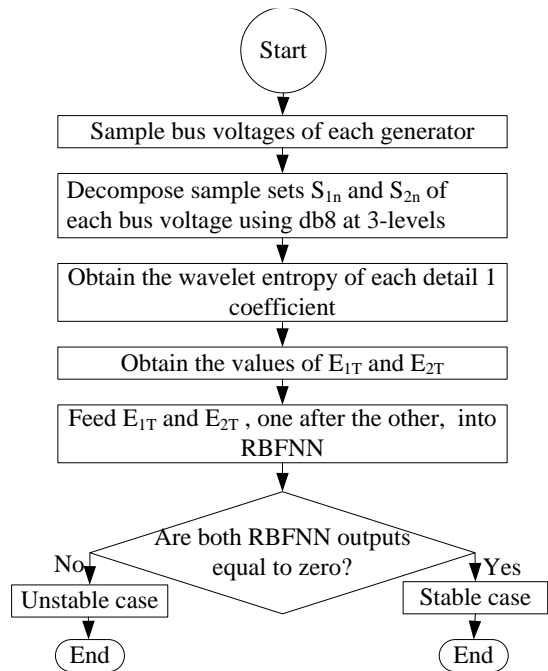 Start
Sample bus voltages of each generator
Decompose sample sets S₁ₙ and S₂ₙ of
each bus voltage using db8 at 3-levels
Obtain the wavelet entropy of each detail 1
coefficient
Obtain the values of E₁T and E₂T
Feed E₁T and E₂T , one after the other, into
RBFNN
Are both RBFNN outputs
equal to zero?
No
Yes
Unstable case
Stable case
End
End